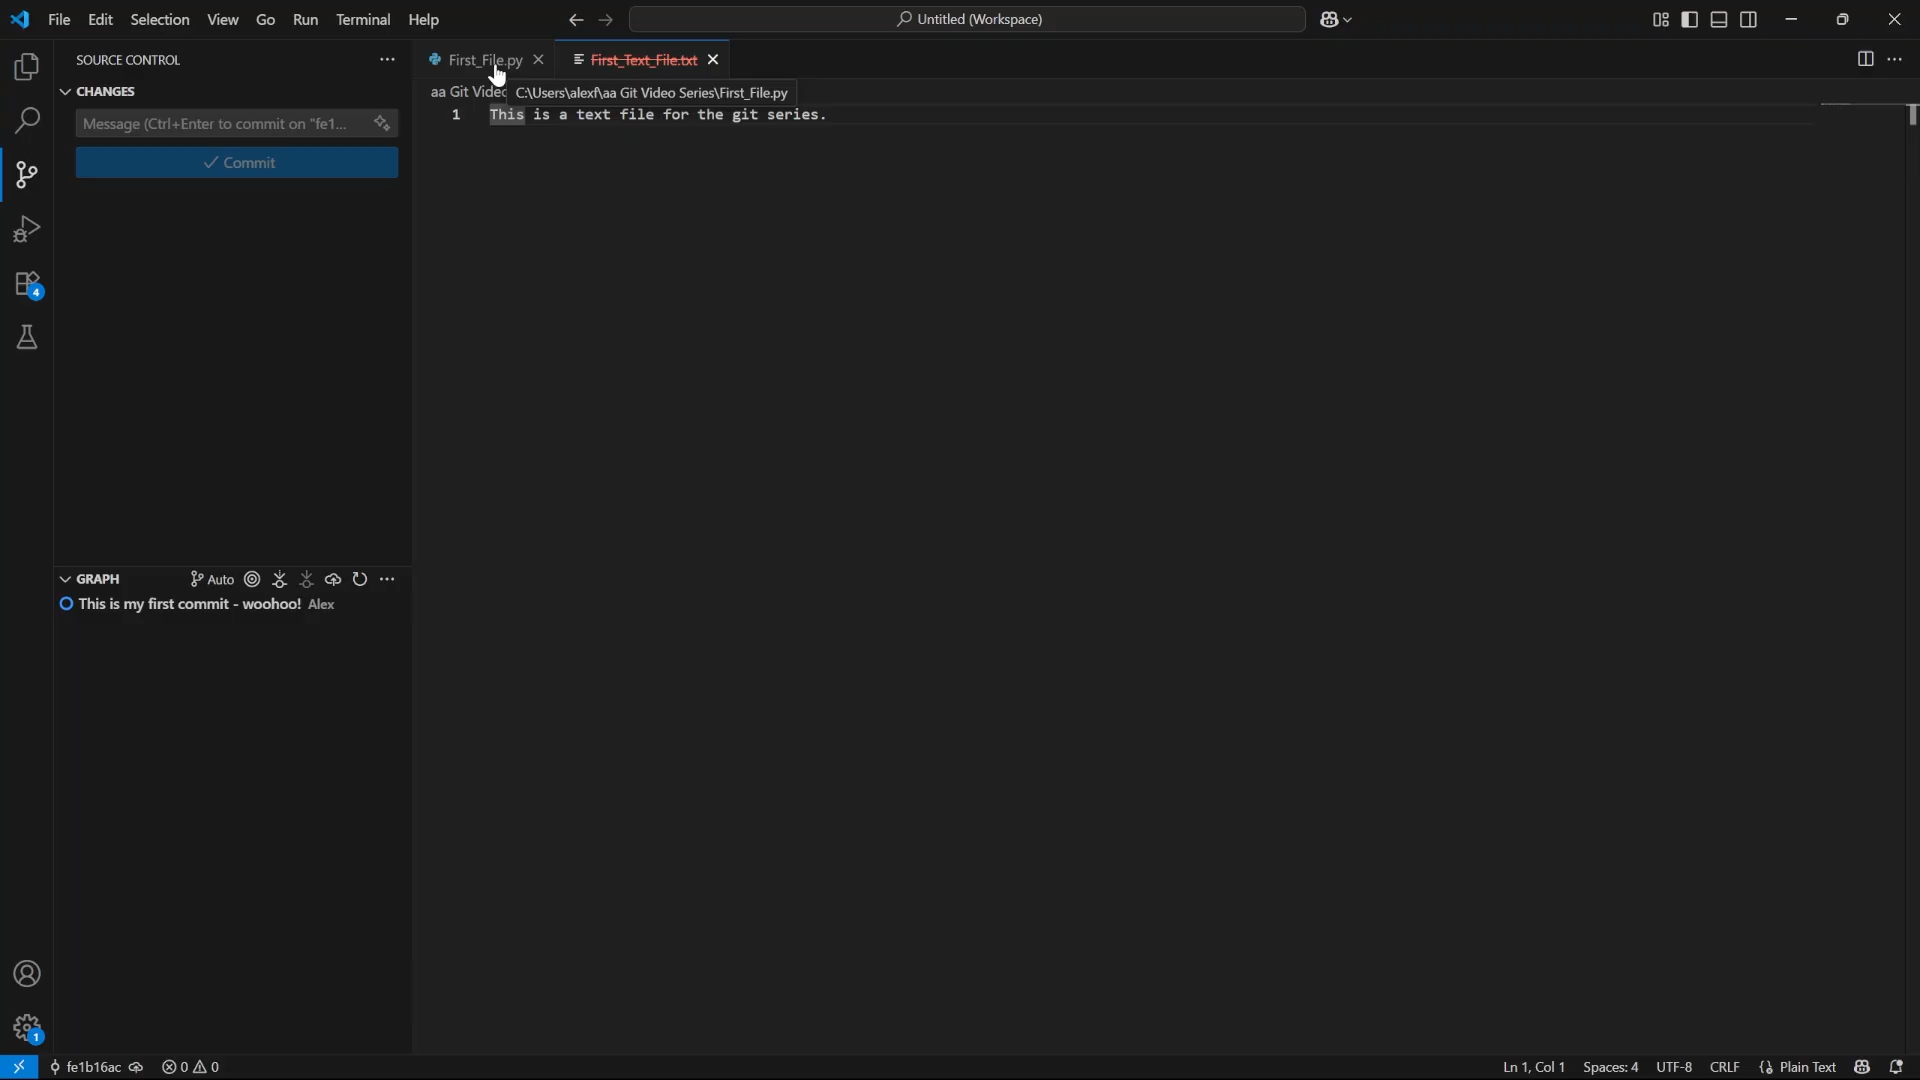 File Edit Selection View Go Run Terminal Help
Untitled (Workspace)
SOURCE CONTROL
First_File.py
First_Text_File.txt
CHANGES
aa Git Videc
C:\Users\alexf\aa Git Video Series\First_File.py
Message (Ctrl+Enter to commit on "fe1...
1 This is a text file for the git series.
Commit
4
GRAPH
Auto
This is my first commit - woohoo! Alex
1
fe1b16ac
0 0
Ln 1, Col 1
Spaces: 4
UTF-8
CRLF
{} Plain Text